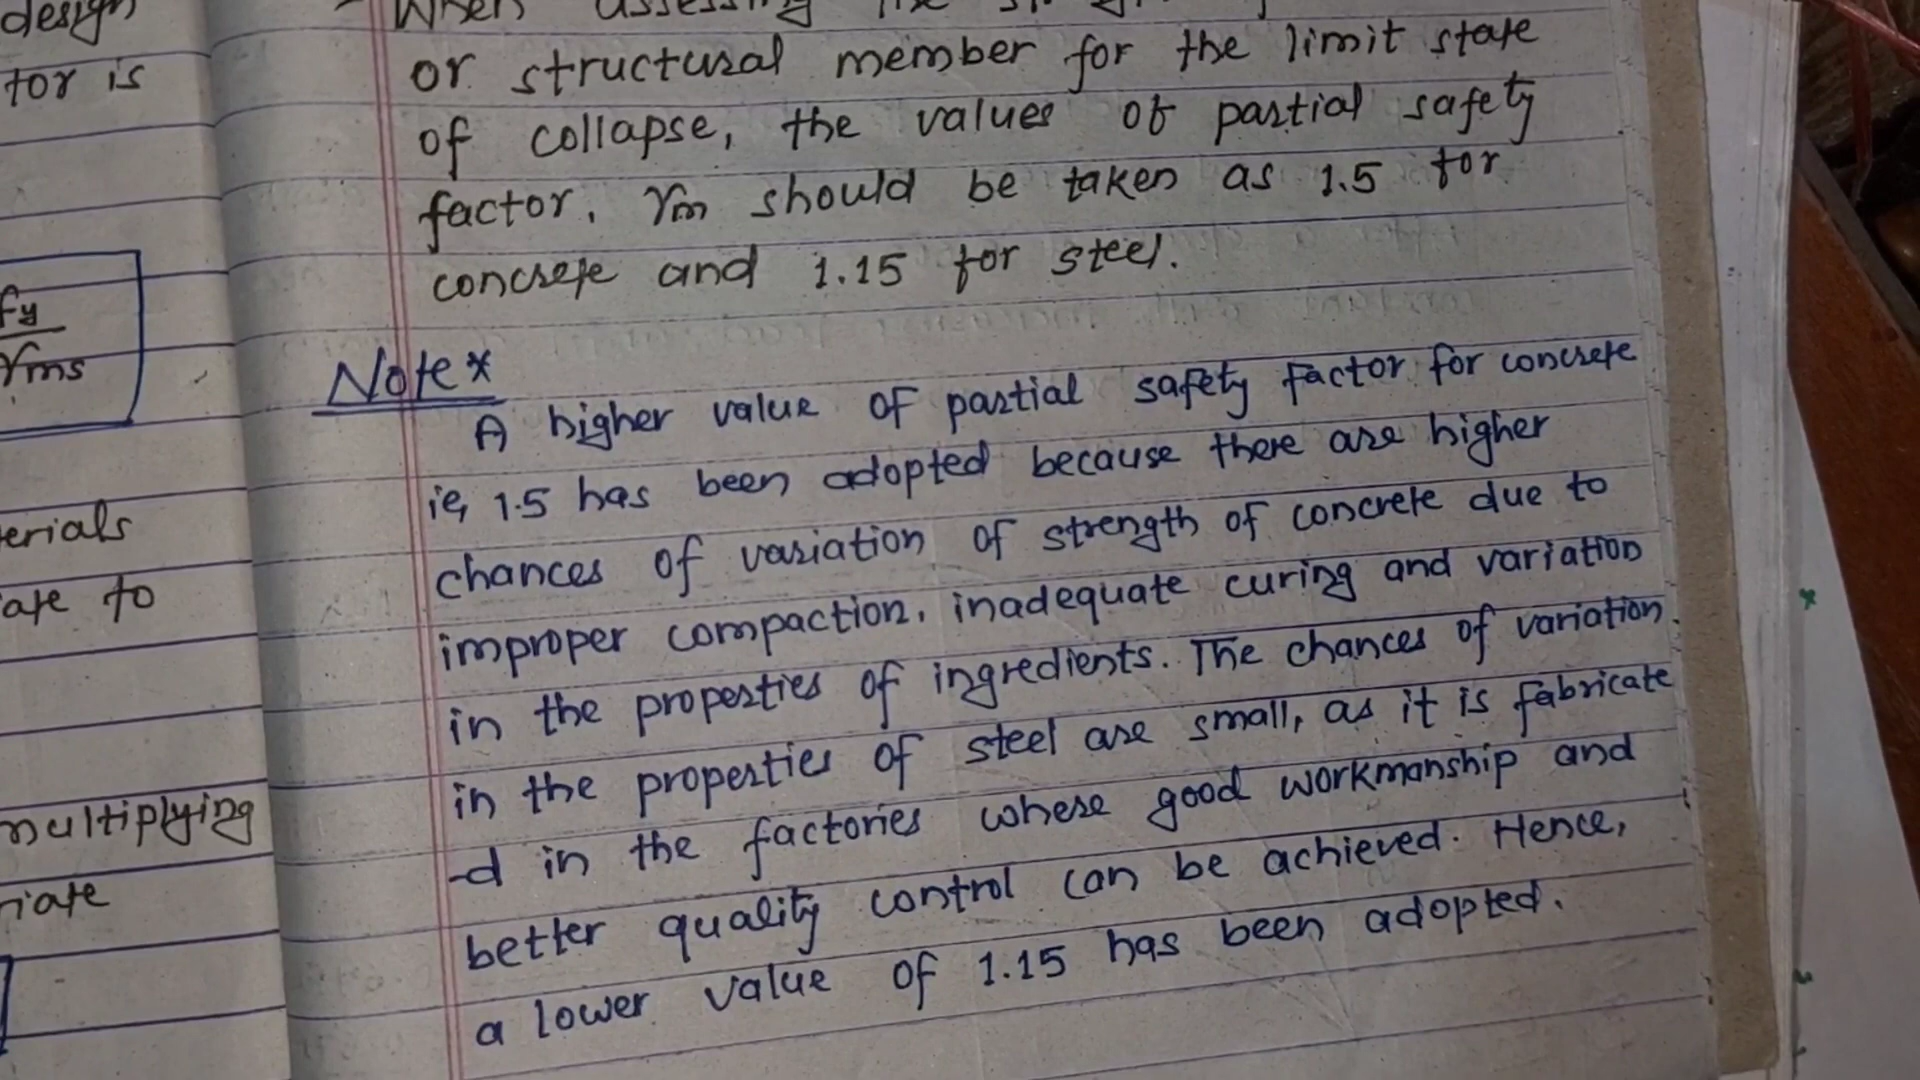 design
tor is
fy
γms
erials
ate to
multiplying
riate
When assessing the
or structural member for the limit state
of collapse, the values of partial safety
factor, γm should be taken as 1.5 for
concrete and 1.15 for steel.
Note*
A higher value of partial safety factor for concrete
ie, 1.5 has been adopted because there are higher
chances of variation of strength of concrete due to
improper compaction, inadequate curing and variation
in the properties of ingredients. The chances of variation
in the properties of steel are small, as it is fabricate
-d in the factories where good workmanship and
better quality control can be achieved. Hence,
a lower value of 1.15 has been adopted.